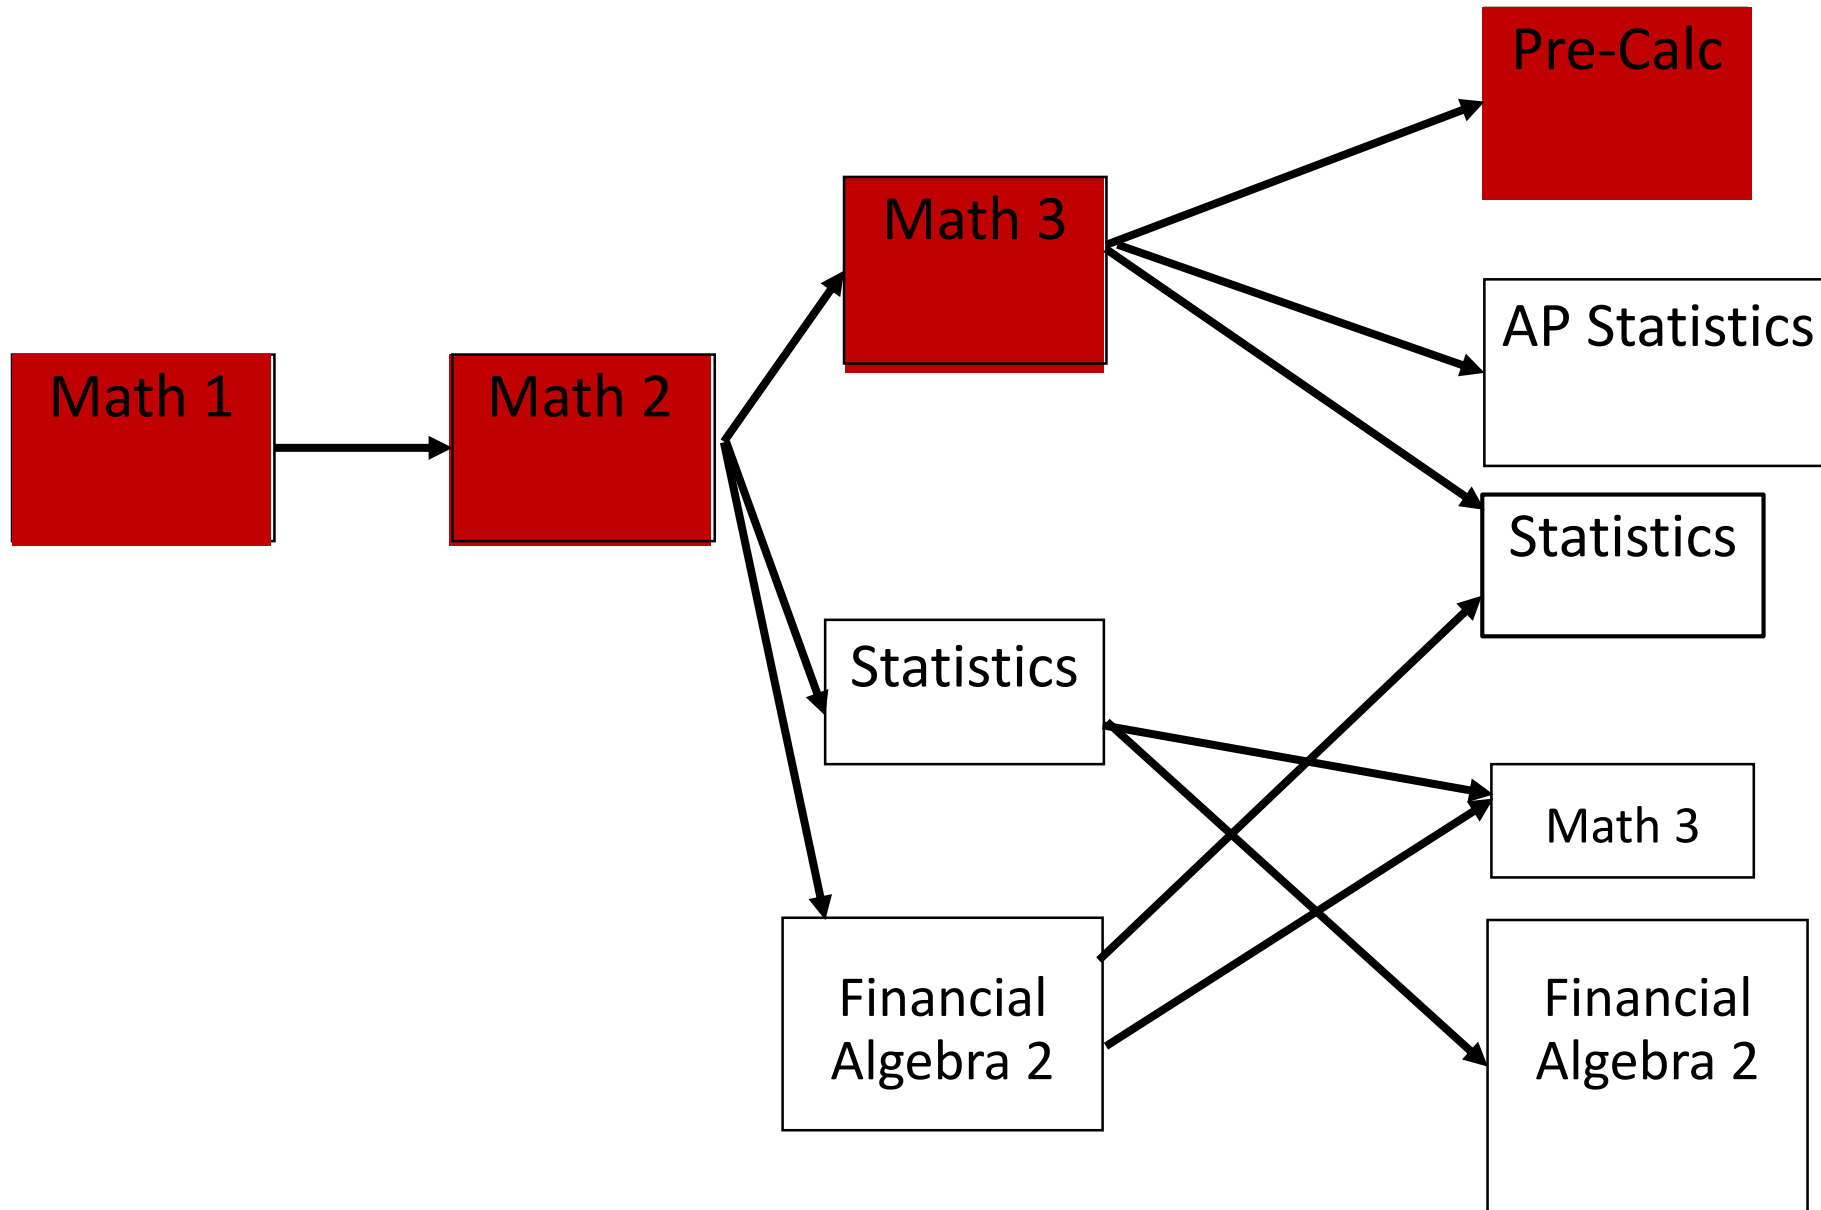 Pre-Calc
Math 3
AP Statistics
Math 1
Math 2
Statistics
Statistics
Math 3
Financial
Algebra 2
Financial
Algebra 2